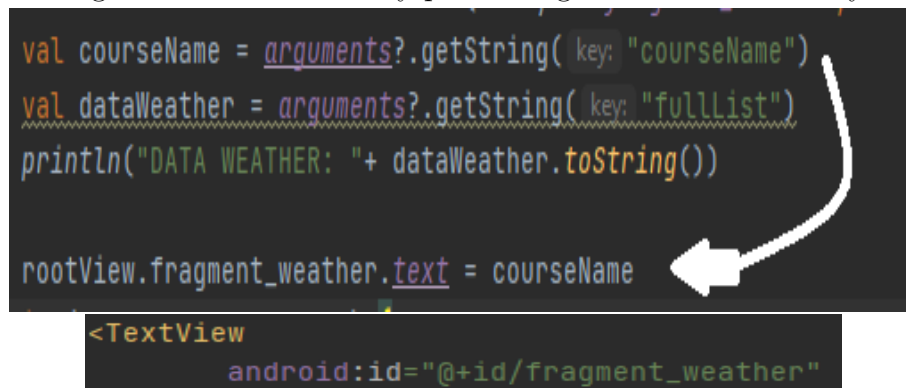 val courseName = arguments?.getString( key: "courseName")
val dataWeather = arguments?.getString( key: "fullList")
println("DATA WEATHER: "+ dataWeather.toString())
rootView.fragment_weather.text = courseName
<TextView
android:id="@+id/fragment_weather"